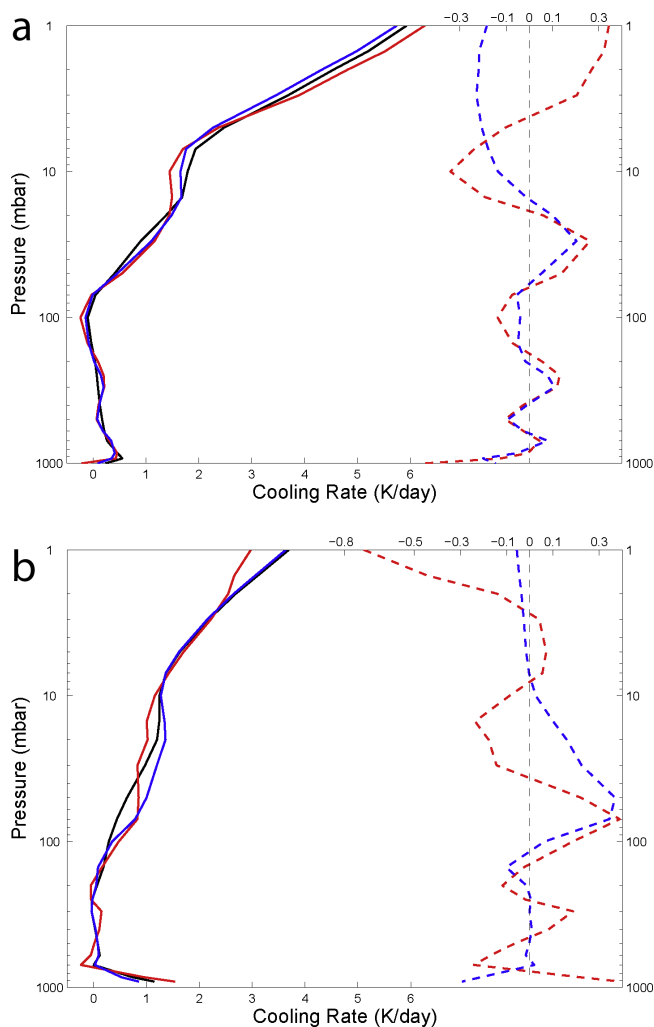 a
-0.3 -0.1 0 0.1 0.3
1 1
10 10
100 100
1000 1000
Pressure (mbar)
0 1 2 3 4 5 6
Cooling Rate (K/day)
b
-0.8 -0.5 -0.3 -0.1 0 0.1 0.3
1 1
10 10
100 100
1000 1000
Pressure (mbar)
0 1 2 3 4 5 6
Cooling Rate (K/day)